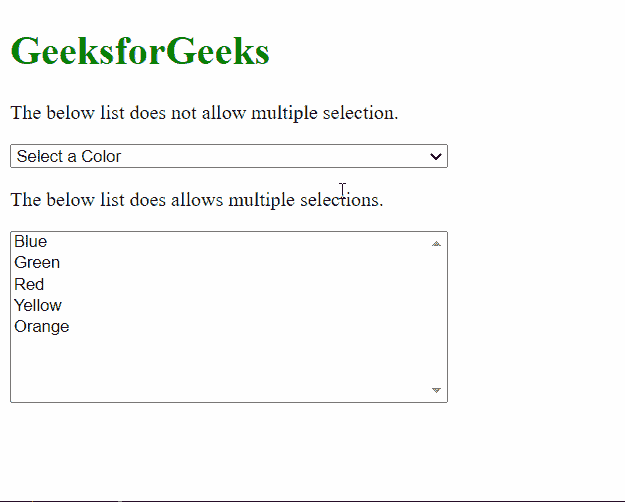 GeeksforGeeks
The below list does not allow multiple selection.
Select a Color
The below list does allows multiple selections.
Blue
Green
Red
Yellow
Orange